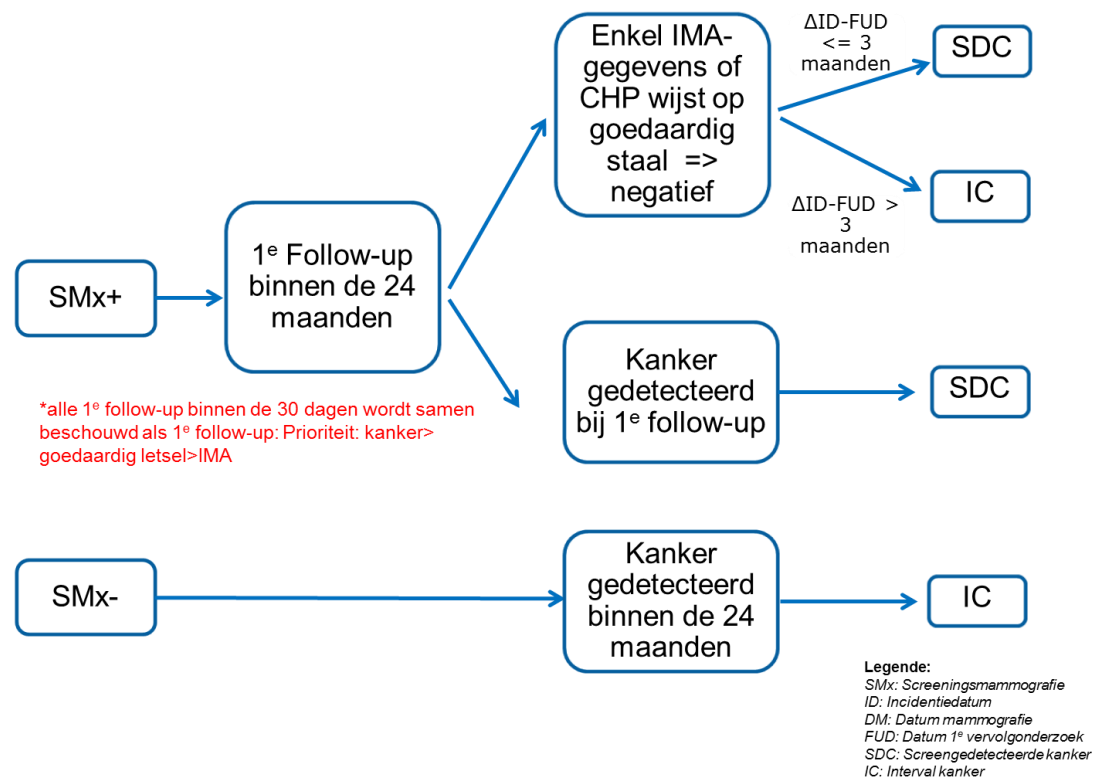 SMx+
1e Follow-up
binnen de 24
maanden
Enkel IMA-
gegevens of
CHP wijst op
goedaardig
staal =>
negatief
ΔID-FUD
<= 3
maanden
SDC
ΔID-FUD >
3
maanden
IC
Kanker
gedetecteerd
bij 1e follow-up
SDC
*alle 1e follow-up binnen de 30 dagen wordt samen
beschouwd als 1e follow-up: Prioriteit: kanker>
goedaardig letsel>IMA
SMx-
Kanker
gedetecteerd
binnen de 24
maanden
IC
Legende:
SMx: Screeningsmammografie
ID: Incidentiedatum
DM: Datum mammografie
FUD: Datum 1e vervolgonderzoek
SDC: Screengedetecteerde kanker
IC: Interval kanker